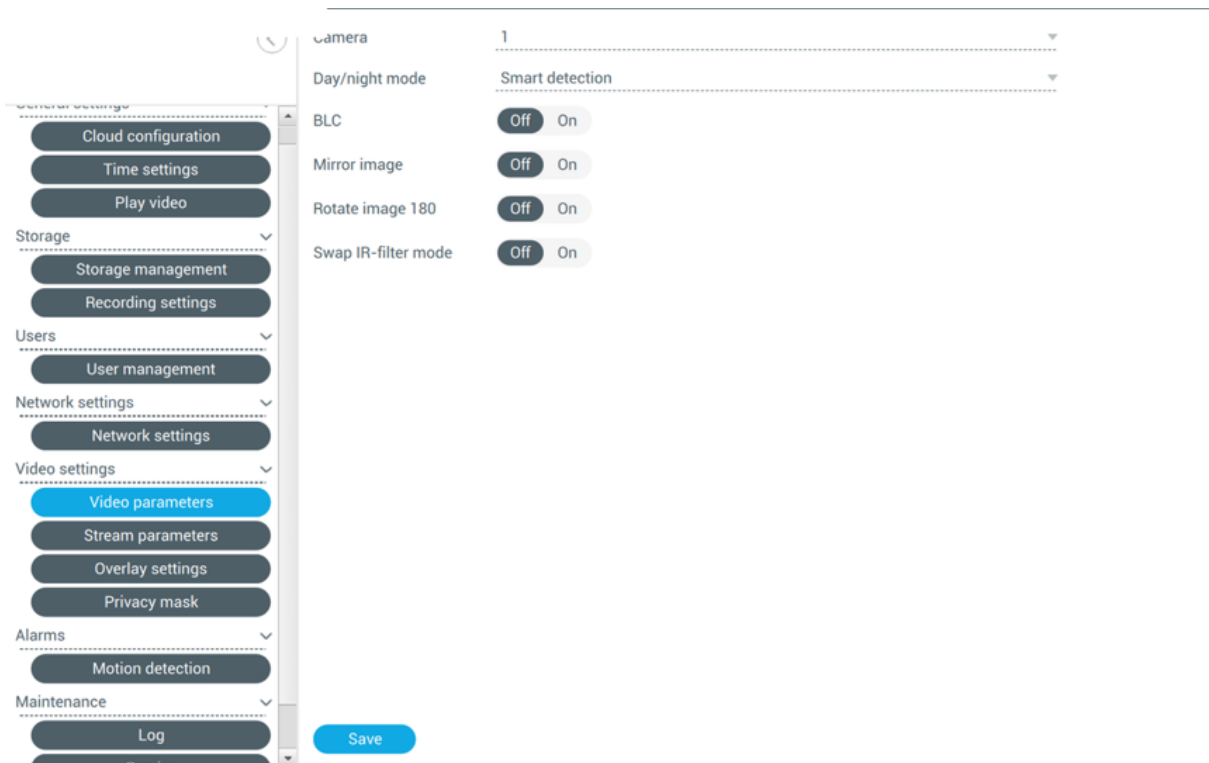 Camera 1
Day/night mode Smart detection
BLC Off On
Mirror image Off On
Rotate image 180 Off On
Swap IR-filter mode Off On
Save
General settings
Cloud configuration
Time settings
Play video
Storage
Storage management
Recording settings
Users
User management
Network settings
Network settings
Video settings
Video parameters
Stream parameters
Overlay settings
Privacy mask
Alarms
Motion detection
Maintenance
Log